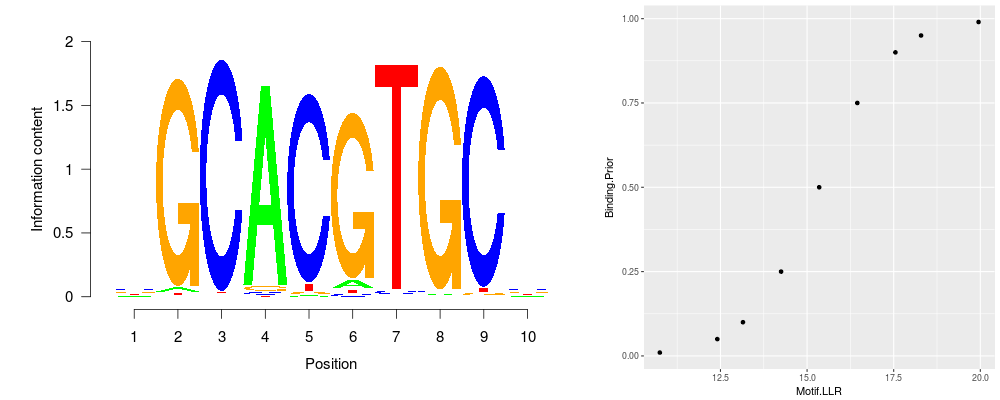 2
1.5
1
0.5
0
Information content
GCACGTGC
1 2 3 4 5 6 7 8 9 10
Position
1.00
0.75
0.50
0.25
0.00
Binding.Prior
12.5 15.0 17.5 20.0
Motif.LLR